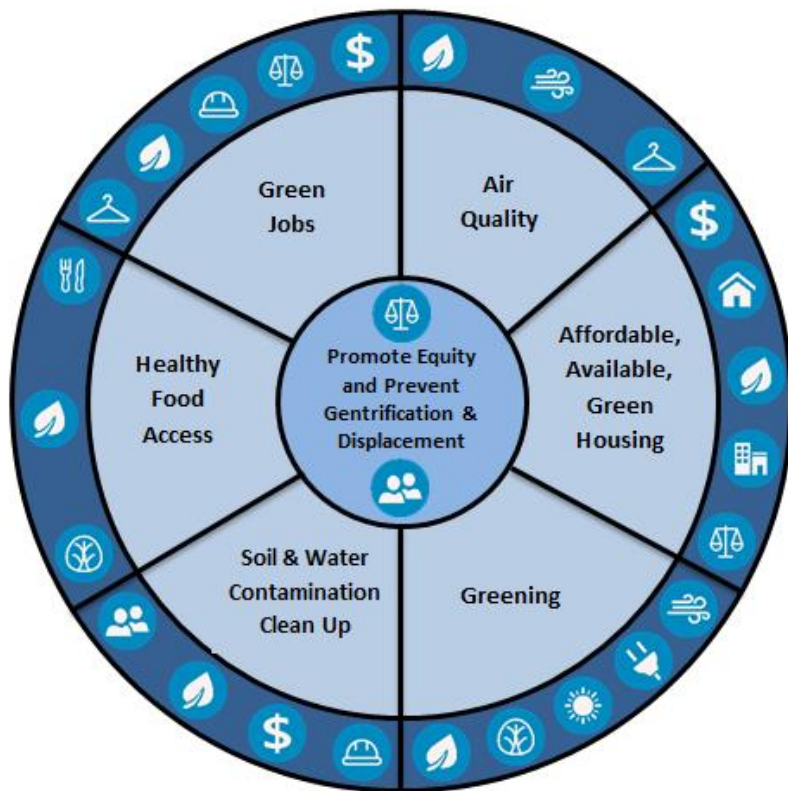 Green
Jobs
Air
Quality
Affordable,
Available,
Green
Housing
Greening
Soil & Water
Contamination
Clean Up
Healthy
Food
Access
Promote Equity
and Prevent
Gentrification &
Displacement